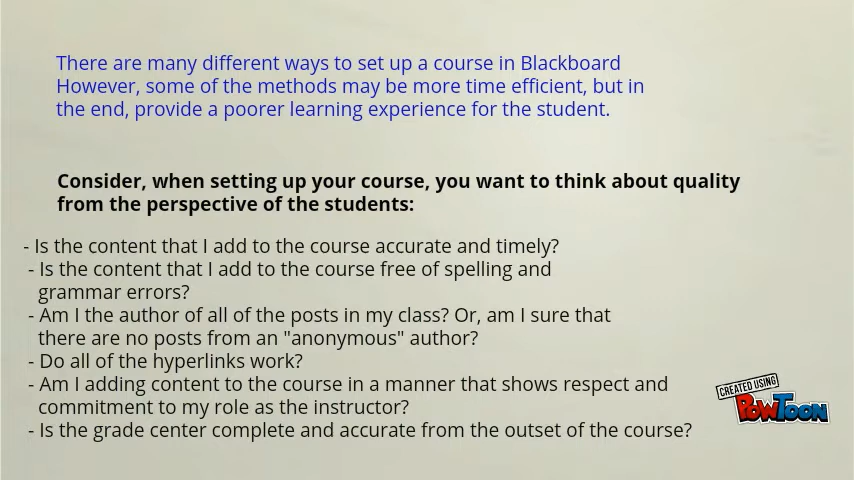 There are many different ways to set up a course in Blackboard
However, some of the methods may be more time efficient, but in
the end, provide a poorer learning experience for the student.
Consider, when setting up your course, you want to think about quality
from the perspective of the students:
- Is the content that I add to the course accurate and timely?
- Is the content that I add to the course free of spelling and
grammar errors?
- Am I the author of all of the posts in my class? Or, am I sure that
there are no posts from an "anonymous" author?
- Do all of the hyperlinks work?
- Am I adding content to the course in a manner that shows respect and
commitment to my role as the instructor?
- Is the grade center complete and accurate from the outset of the course?
CREATED USING
POWTOON